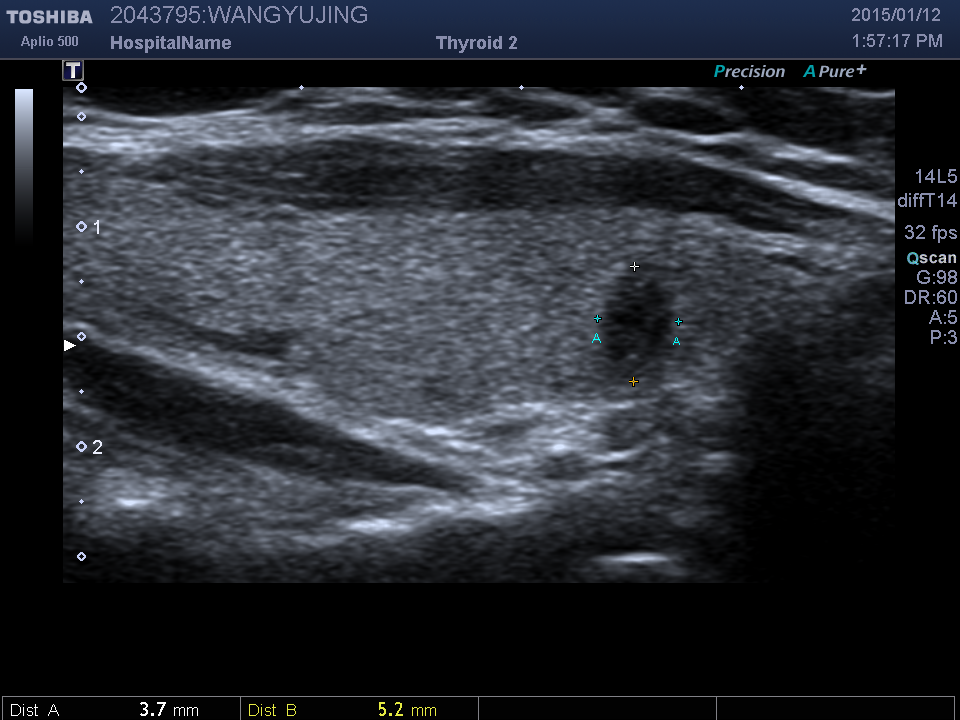 TOSHIBA 2043795:WANGYUJING 2015/01/12
Aplio 500 HospitalName Thyroid 2 1:57:17 PM
T Precision A Pure+
14L5
diffT14
1
32 fps
Qscan
G:98
DR:60
A:5
P:3
A A
2
Dist A 3.7 mm Dist B 5.2 mm